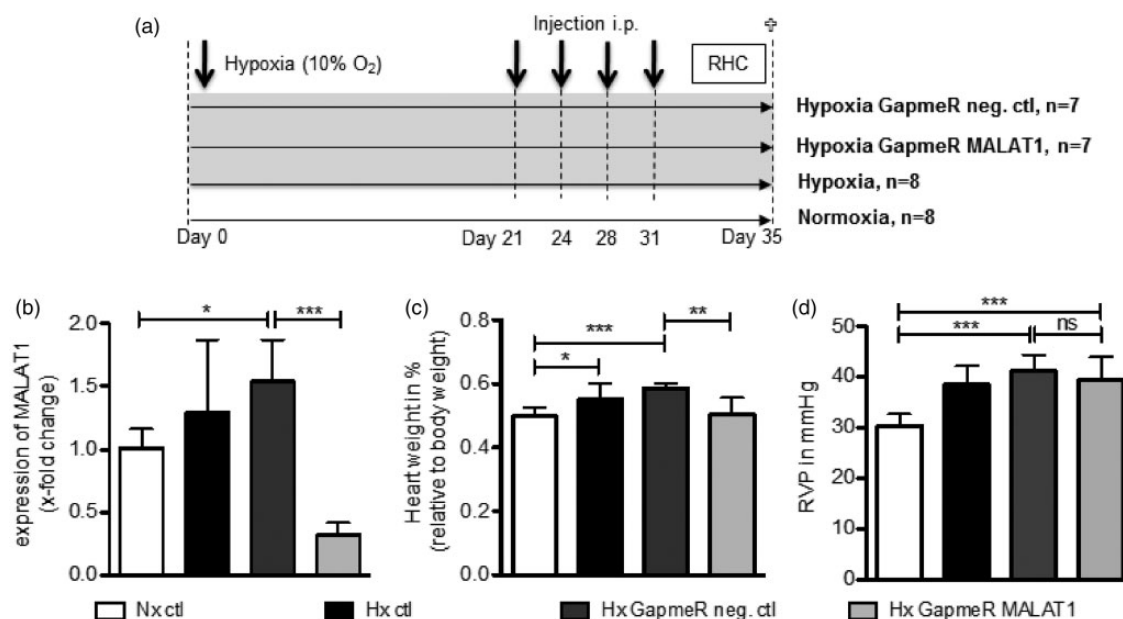 (a)
Injection i.p.
Hypoxia (10% O₂)
RHC
Hypoxia GapmeR neg. ctl, n=7
Hypoxia GapmeR MALAT1, n=7
Hypoxia, n=8
Normoxia, n=8
Day 0
Day 21
24
28
31
Day 35
(b)
expression of MALAT1
(x-fold change)
2.0
1.5
1.0
0.5
0.0
*
***
(c)
Heart weight in %
(relative to body weight)
0.8
0.6
0.4
0.2
0.0
**
***
*
(d)
RVP in mmHg
50
40
30
20
10
0
***
***
ns
Nx ctl
Hx ctl
Hx GapmeR neg. ctl
Hx GapmeR MALAT1